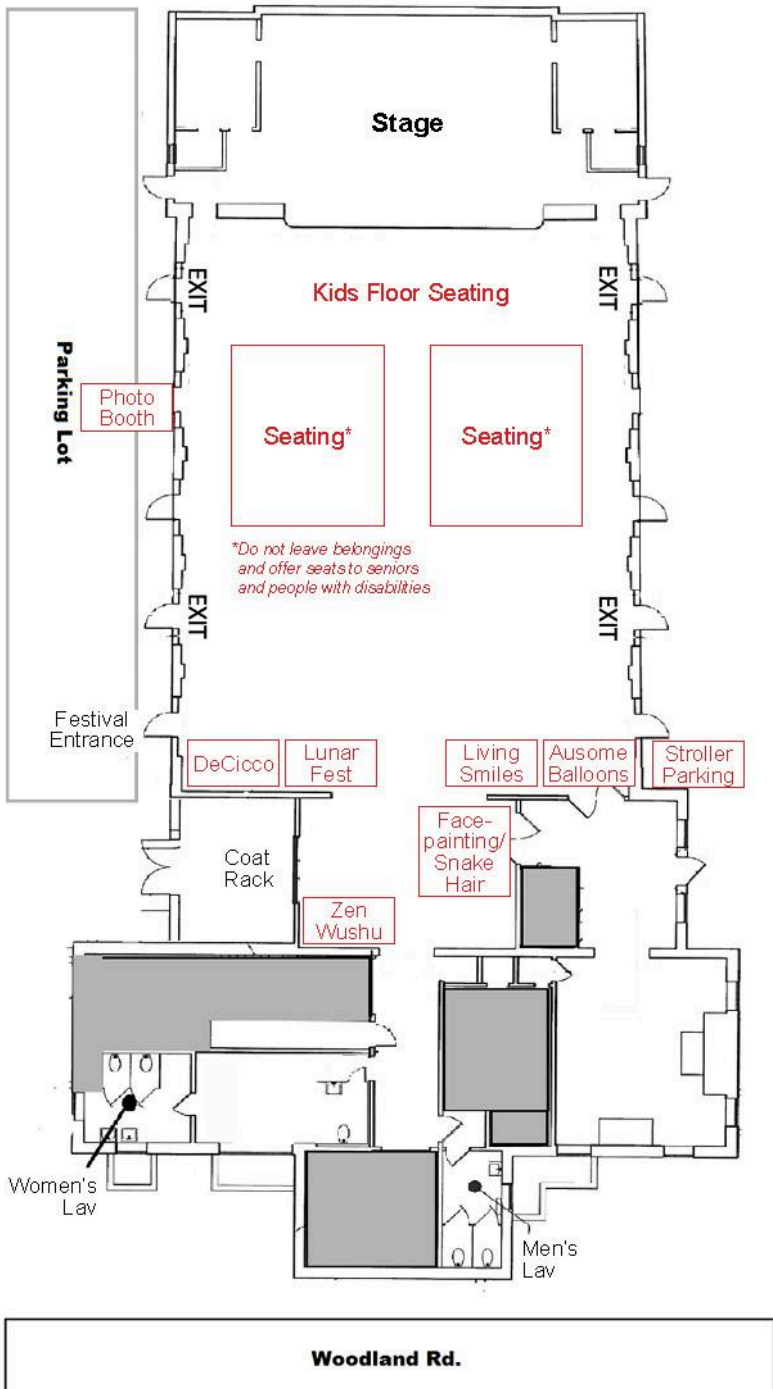 Stage
EXIT
EXIT
Kids Floor Seating
Parking Lot
Photo
Booth
Seating*
Seating*
*Do not leave belongings
and offer seats to seniors
and people with disabilities
EXIT
EXIT
Festival
Entrance
DeCicco
Lunar
Fest
Living
Smiles
Ausome
Balloons
Stroller
Parking
Face-
painting/
Snake
Hair
Coat
Rack
Zen
Wushu
Women's
Lav
Men's
Lav
Woodland Rd.